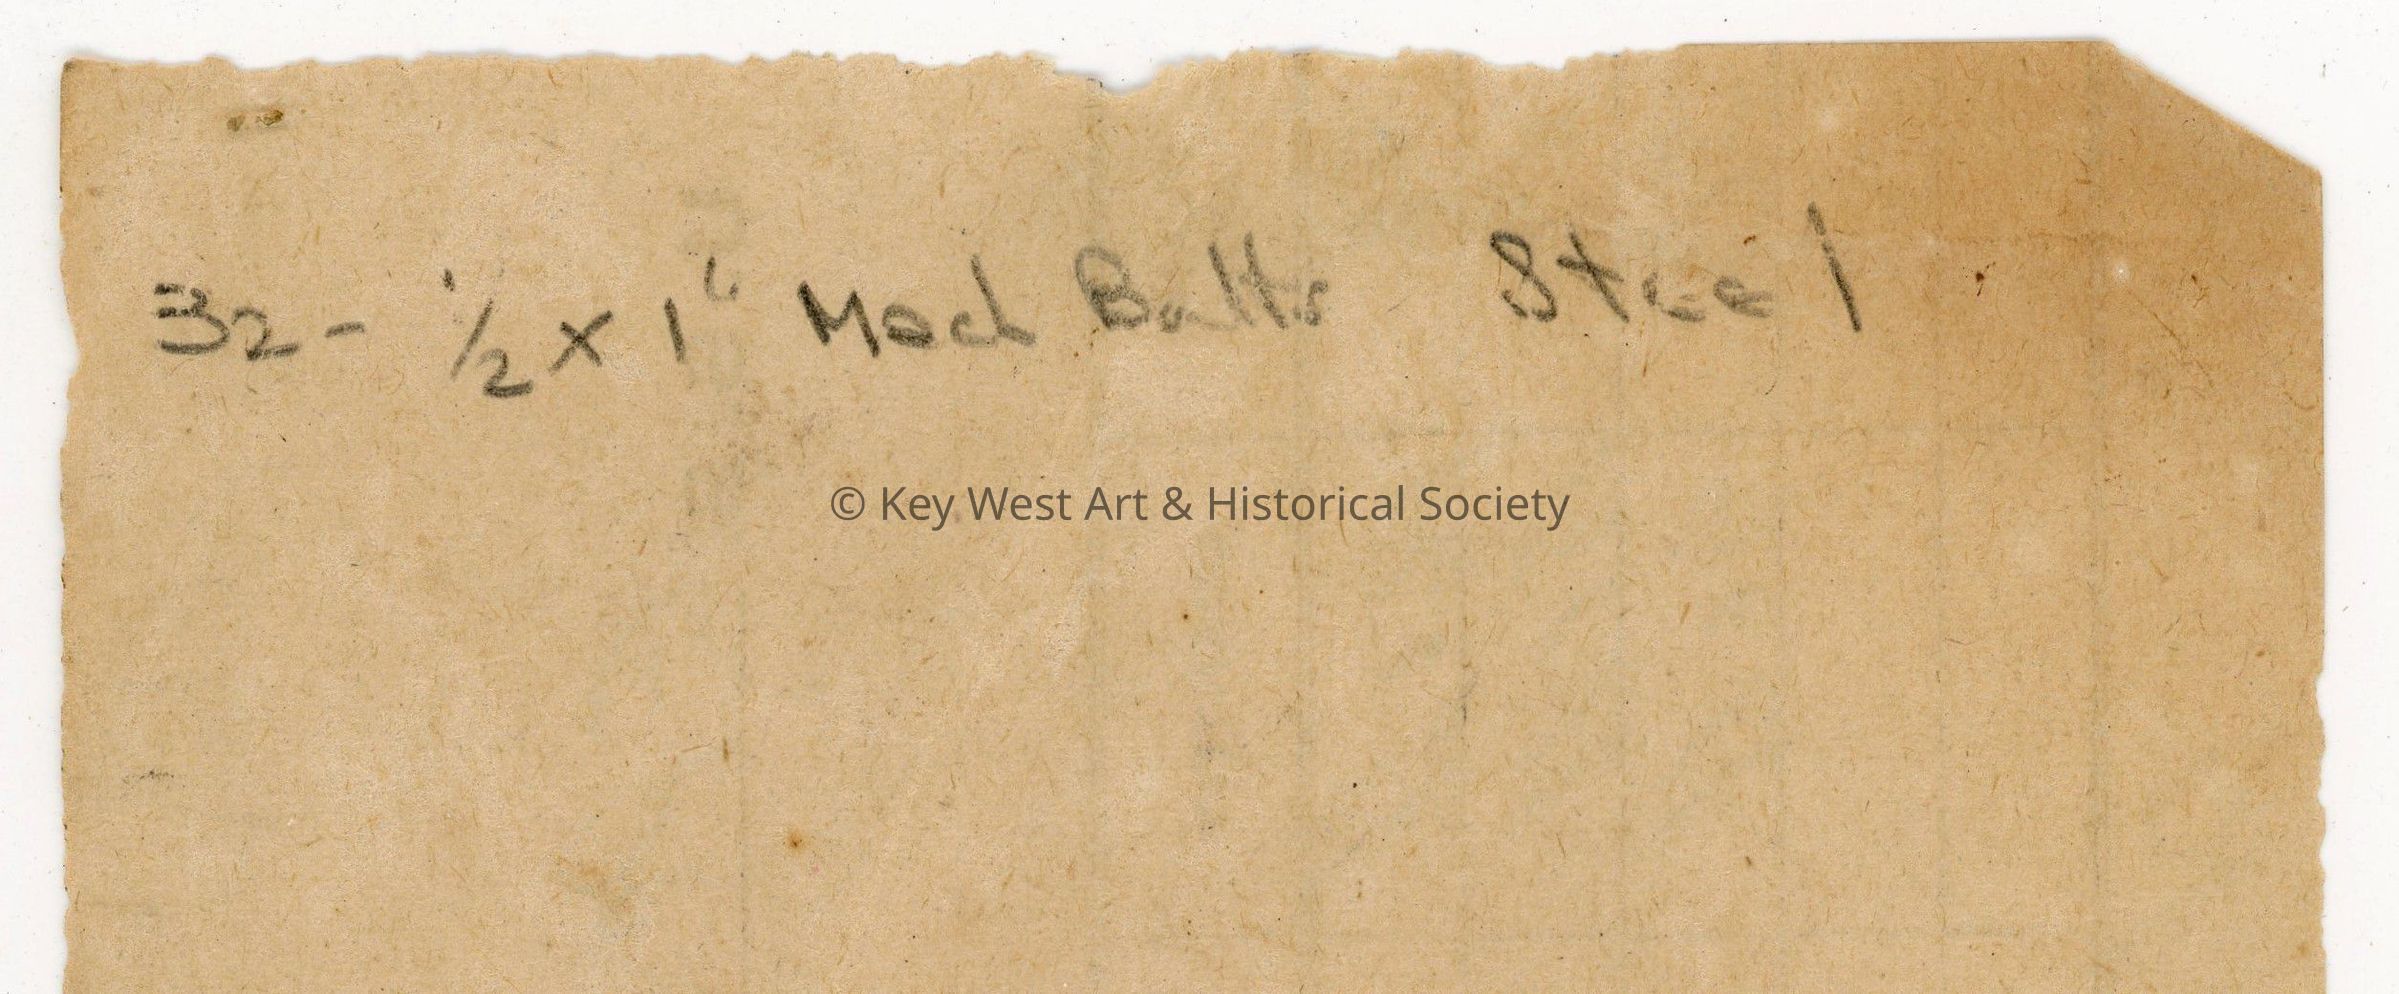 32 - 1/2 x 1" Mach Bolts Steel
© Key West Art & Historical Society